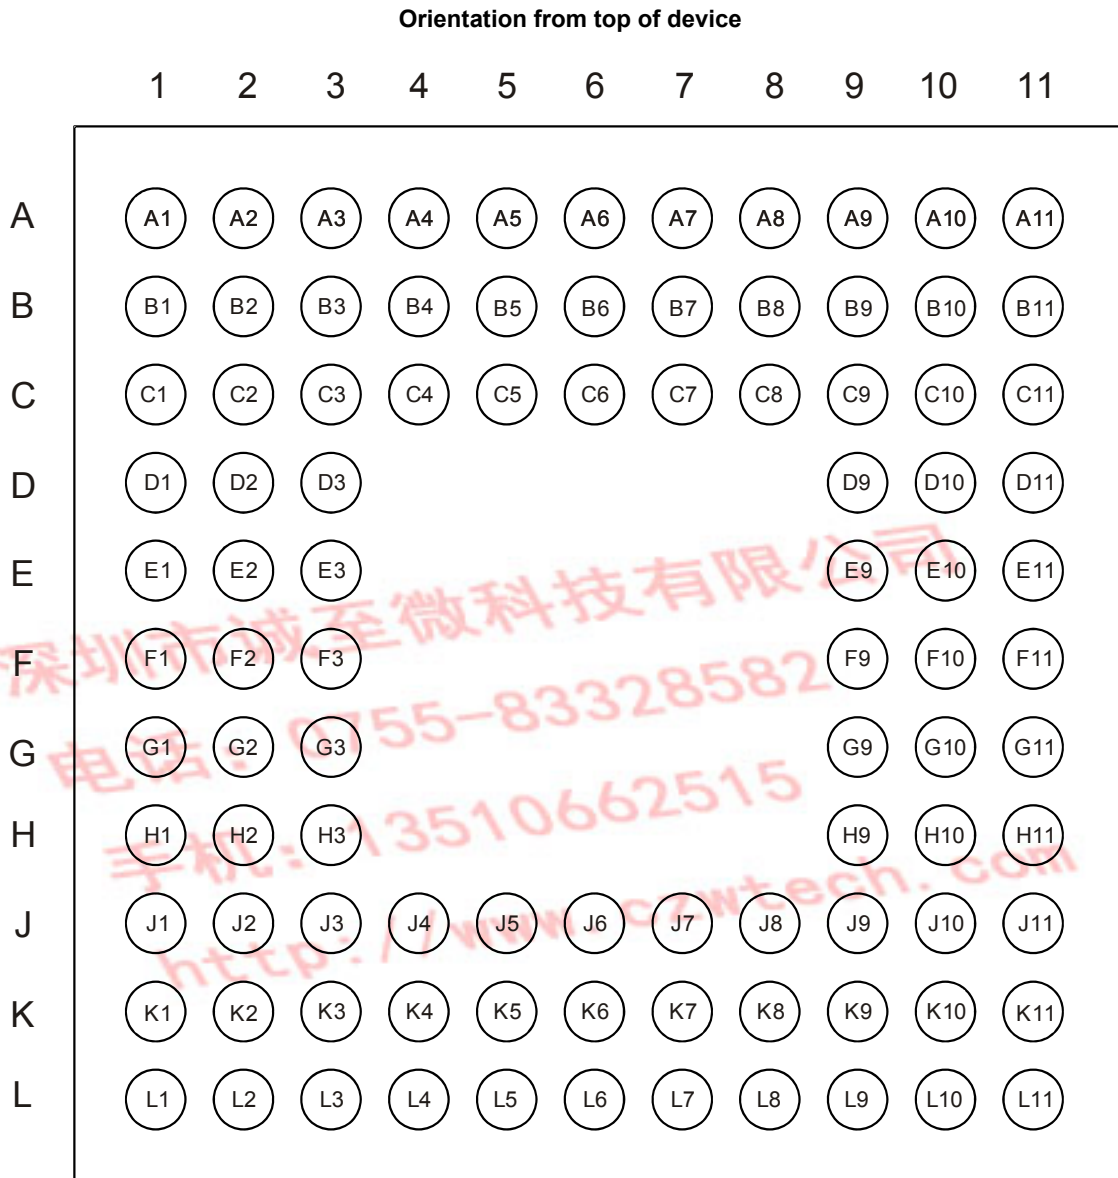 Orientation from top of device
1 2 3 4 5 6 7 8 9 10 11
A A1 A2 A3 A4 A5 A6 A7 A8 A9 A10 A11
B B1 B2 B3 B4 B5 B6 B7 B8 B9 B10 B11
C C1 C2 C3 C4 C5 C6 C7 C8 C9 C10 C11
D D1 D2 D3 D9 D10 D11
E E1 E2 E3 E9 E10 E11
深圳市诚至微科技有限公司
F F1 F2 F3 F9 F10 F11
电话：0755-83328582
G G1 G2 G3 G9 G10 G11
手机：13510662515
H H1 H2 H3 H9 H10 H11
http://www.czwtech.com
J J1 J2 J3 J4 J5 J6 J7 J8 J9 J10 J11
K K1 K2 K3 K4 K5 K6 K7 K8 K9 K10 K11
L L1 L2 L3 L4 L5 L6 L7 L8 L9 L10 L11